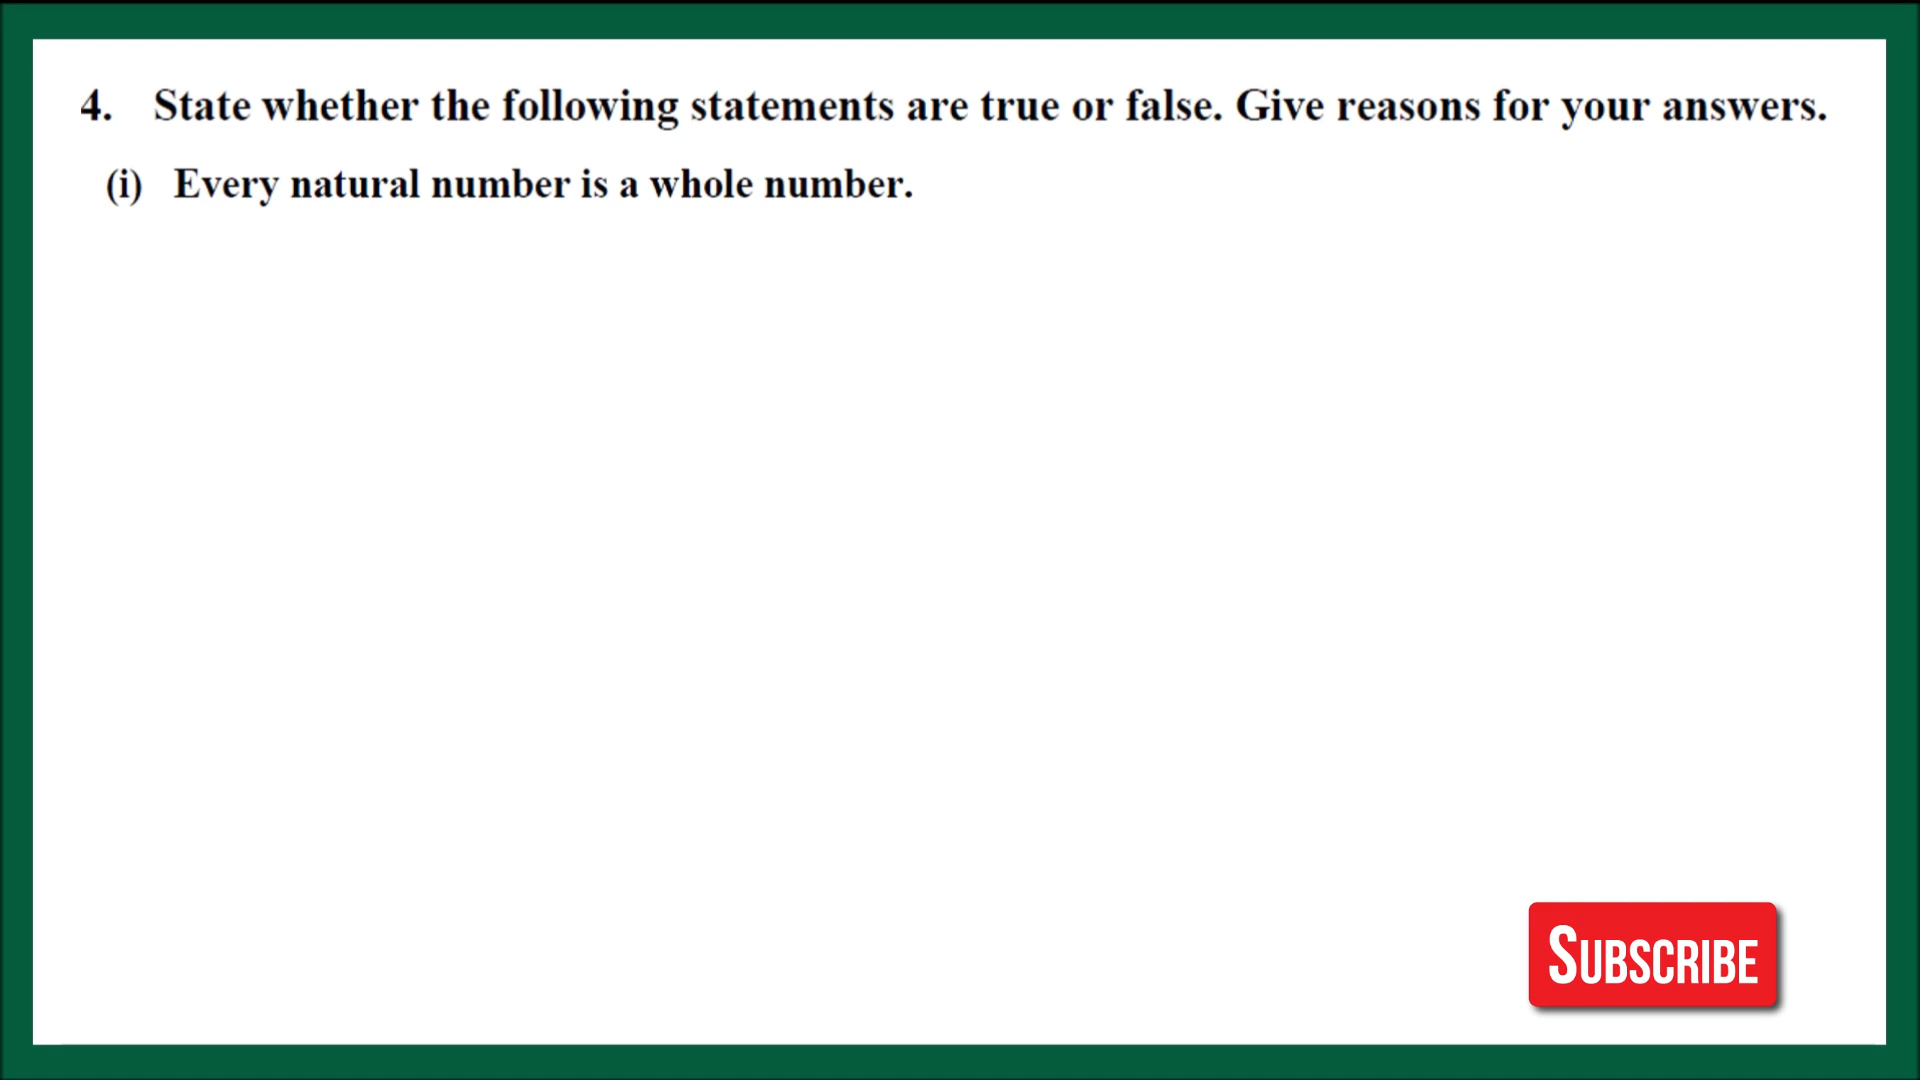 4. State whether the following statements are true or false. Give reasons for your answers.
(i) Every natural number is a whole number.
SUBSCRIBE